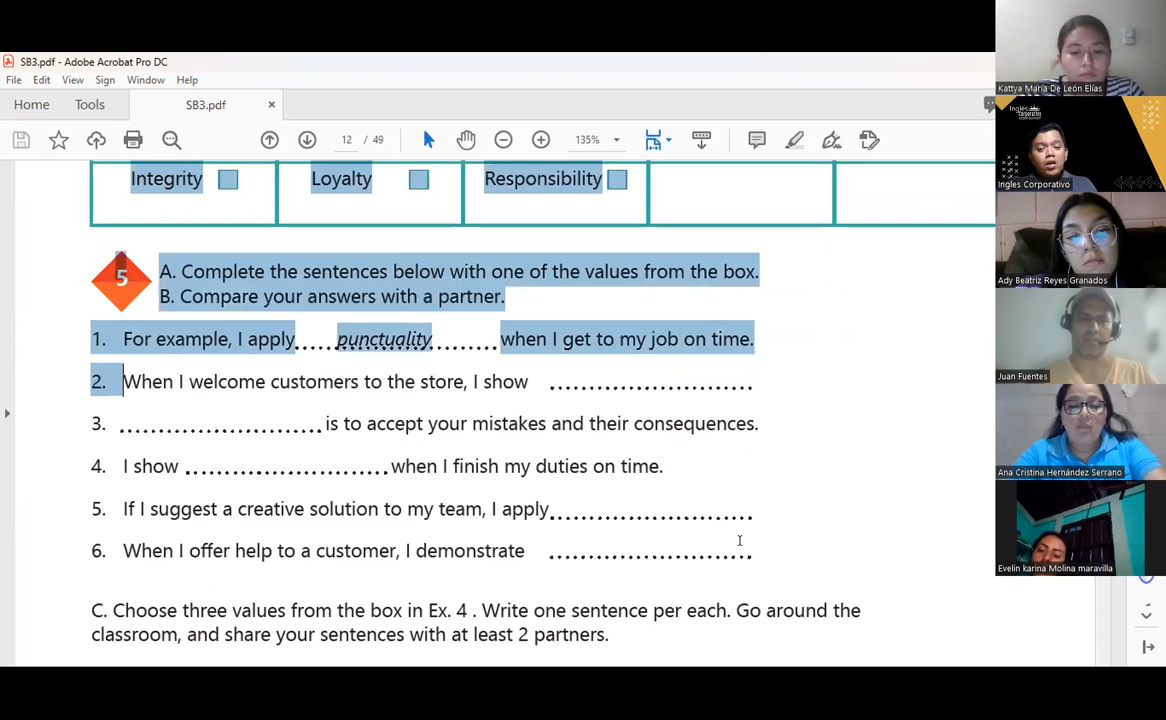 SB3.pdf - Adobe Acrobat Pro DC
File Edit View Sign Window Help
Home Tools SB3.pdf ×
12 / 49 135%
Integrity Loyalty Responsibility
5
A. Complete the sentences below with one of the values from the box.
B. Compare your answers with a partner.
1. For example, I apply.....punctuality........when I get to my job on time.
2. When I welcome customers to the store, I show ..........................
3. .......................... is to accept your mistakes and their consequences.
4. I show .......................... when I finish my duties on time.
5. If I suggest a creative solution to my team, I apply..........................
6. When I offer help to a customer, I demonstrate ..........................
C. Choose three values from the box in Ex. 4 . Write one sentence per each. Go around the
classroom, and share your sentences with at least 2 partners.
Kattya María De León Elías
Inglés
Corporativo
Ingles Corporativo
Ady Beatriz Reyes Granados
Juan Fuentes
Ana Cristina Hernández Serrano
Evelin karina Molina maravilla